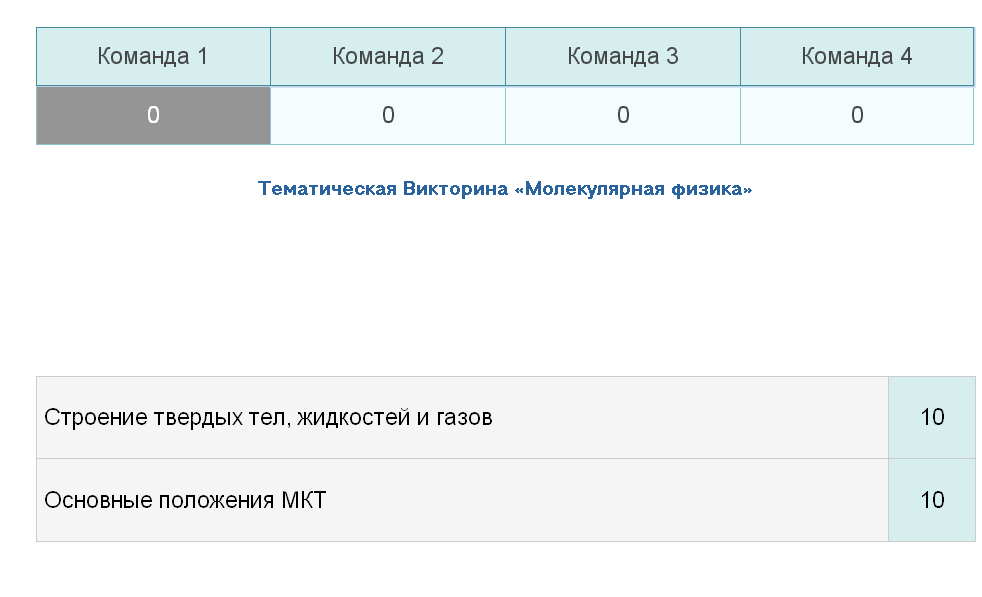 Команда 1 Команда 2 Команда 3 Команда 4
0 0 0 0
Тематическая Викторина «Молекулярная физика»
Строение твердых тел, жидкостей и газов 10
Основные положения МКТ 10